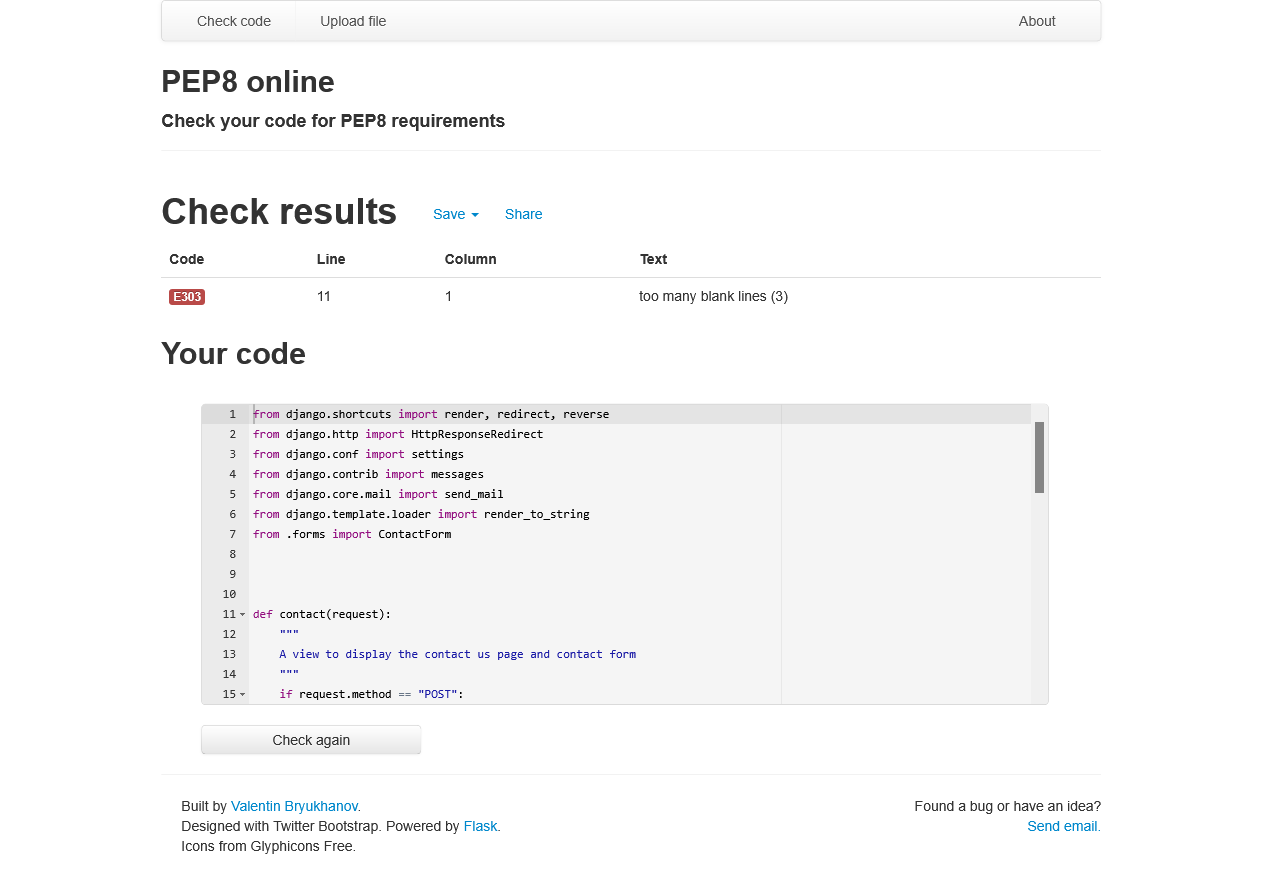 Check code Upload file About
PEP8 online
Check your code for PEP8 requirements
Check results Save Share
Code Line Column Text
E303 11 1 too many blank lines (3)
Your code
1 from django.shortcuts import render, redirect, reverse
2 from django.http import HttpResponseRedirect
3 from django.conf import settings
4 from django.contrib import messages
5 from django.core.mail import send_mail
6 from django.template.loader import render_to_string
7 from .forms import ContactForm
8
9
10
11 def contact(request):
12     """
13     A view to display the contact us page and contact form
14     """
15     if request.method == "POST":
Check again
Built by Valentin Bryukhanov. Found a bug or have an idea?
Designed with Twitter Bootstrap. Powered by Flask. Send email.
Icons from Glyphicons Free.